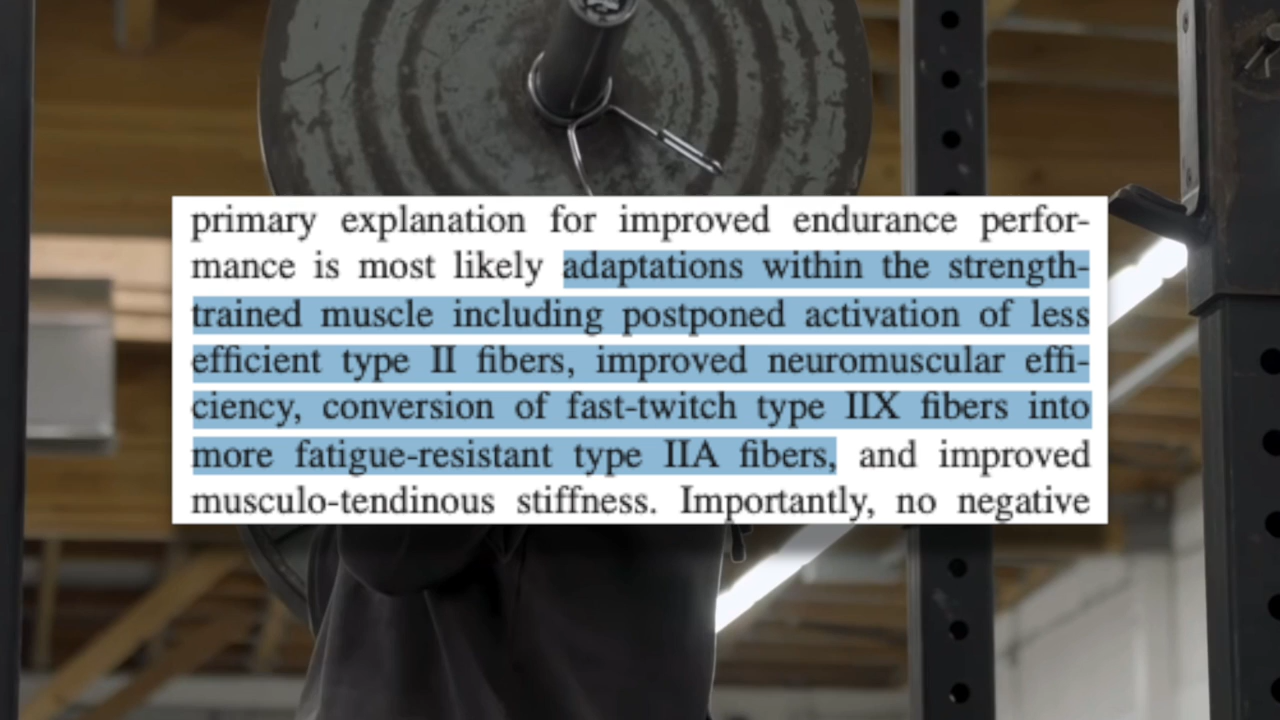 primary explanation for improved endurance perfor-
mance is most likely adaptations within the strength-
trained muscle including postponed activation of less
efficient type II fibers, improved neuromuscular effi-
ciency, conversion of fast-twitch type IIX fibers into
more fatigue-resistant type IIA fibers, and improved
musculo-tendinous stiffness. Importantly, no negative